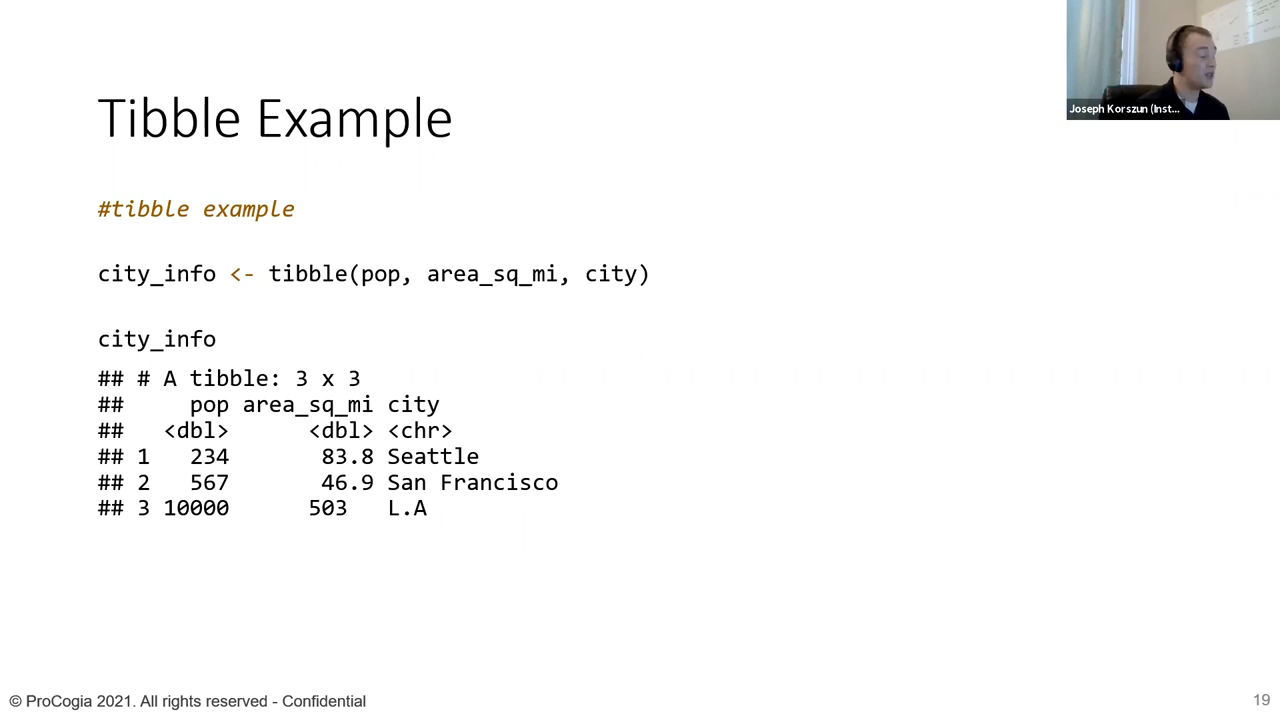 Joseph Korszun (Inst...
Tibble Example
#tibble example
city_info <- tibble(pop, area_sq_mi, city)
city_info
## # A tibble: 3 x 3
##     pop area_sq_mi city
##   <dbl>      <dbl> <chr>
## 1   234       83.8 Seattle
## 2   567       46.9 San Francisco
## 3 10000      503   L.A
© ProCogia 2021. All rights reserved - Confidential
19